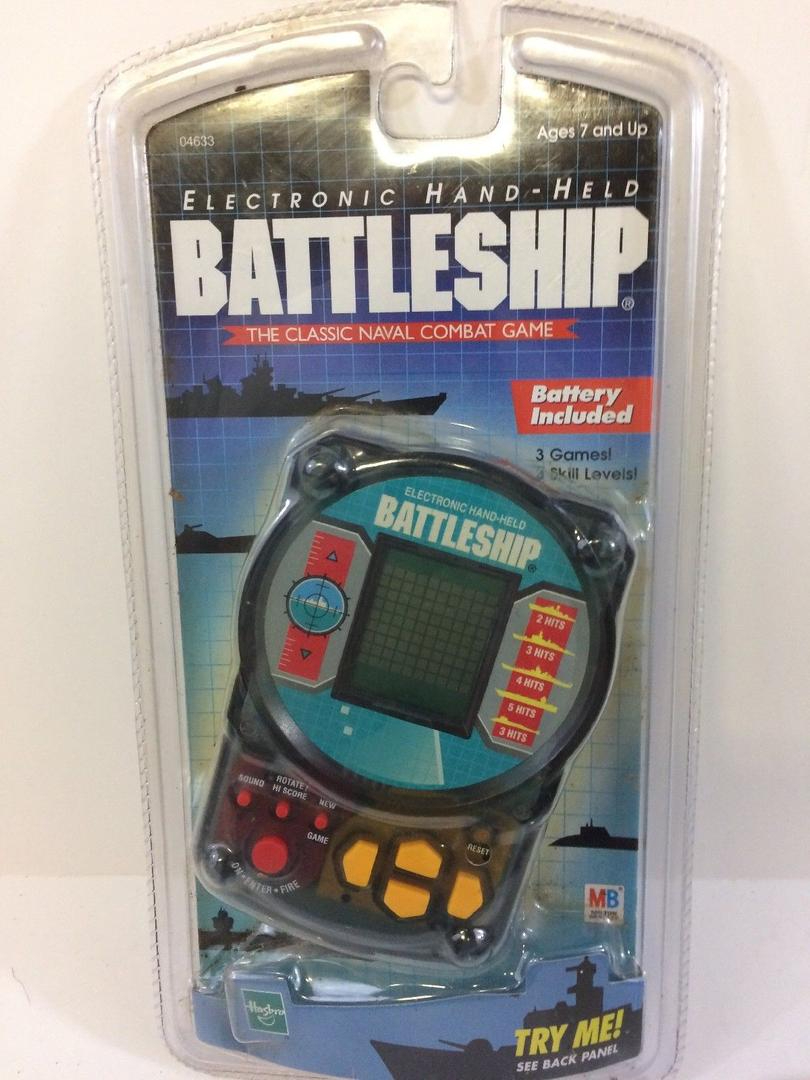 04633
Ages 7 and Up
ELECTRONIC HAND-HELD
BATTLESHIP®
THE CLASSIC NAVAL COMBAT GAME
Battery
Included
3 Games!
3 Skill Levels!
ELECTRONIC HAND-HELD
BATTLESHIP®
2 HITS
3 HITS
4 HITS
5 HITS
3 HITS
SOUND
ROTATE/
HI SCORE
NEW
GAME
ON•ENTER•FIRE
RESET
MB
Hasbro
TRY ME!
SEE BACK PANEL